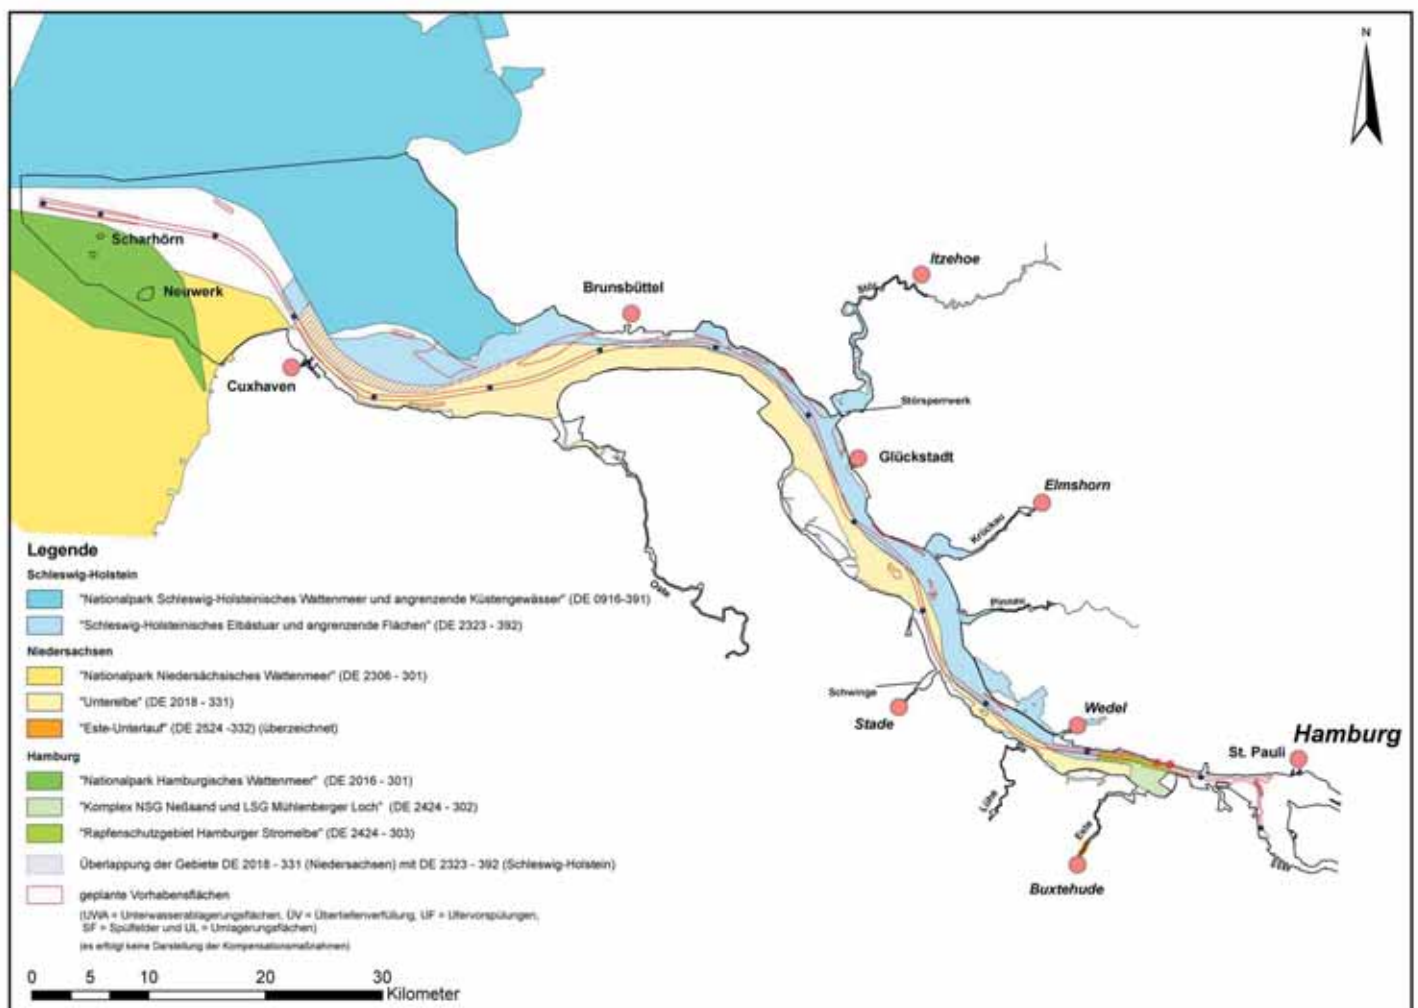 N
Scharhörn
Neuwerk
Cuxhaven
Brunsbüttel
Itzehoe
Stör
Störsperrwerk
Glückstadt
Elmshorn
Krückau
Pinnau
Oste
Schwinge
Stade
Wedel
Hamburg
St. Pauli
Lühe
Este
Buxtehude
Legende
Schleswig-Holstein
"Nationalpark Schleswig-Holsteinisches Wattenmeer und angrenzende Küstengewässer" (DE 0916-391)
"Schleswig-Holsteinisches Elbästuar und angrenzende Flächen" (DE 2323 - 392)
Niedersachsen
"Nationalpark Niedersächsisches Wattenmeer" (DE 2306 - 301)
"Unterelbe" (DE 2018 - 331)
"Este-Unterlauf" (DE 2524 -332) (überzeichnet)
Hamburg
"Nationalpark Hamburgisches Wattenmeer" (DE 2016 - 301)
"Komplex NSG Neßsand und LSG Mühlenberger Loch" (DE 2424 - 302)
"Rapfenschutzgebiet Hamburger Stromelbe" (DE 2424 - 303)
Überlappung der Gebiete DE 2018 - 331 (Niedersachsen) mit DE 2323 - 392 (Schleswig-Holstein)
geplante Vorhabensflächen
(UWA = Unterwasserablagerungsflächen, ÜV = Übertiefenverfüllung, UF = Ufervorspülungen,
SF = Spülfelder und UL = Umlagerungsflächen)
(es erfolgt keine Darstellung der Kompensationsmaßnahmen)
0 5 10 20 30
Kilometer